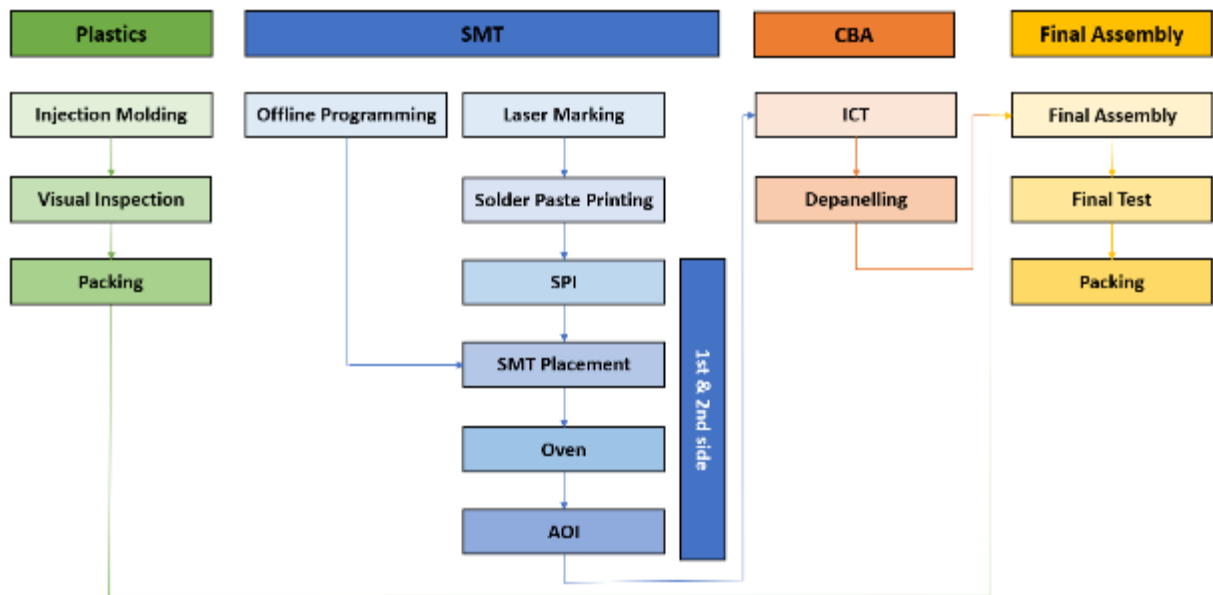 Plastics
SMT
CBA
Final Assembly
Injection Molding
Offline Programming
Laser Marking
ICT
Final Assembly
Visual Inspection
Solder Paste Printing
Depanelling
Final Test
Packing
SPI
Packing
SMT Placement
1st & 2nd side
Oven
AOI